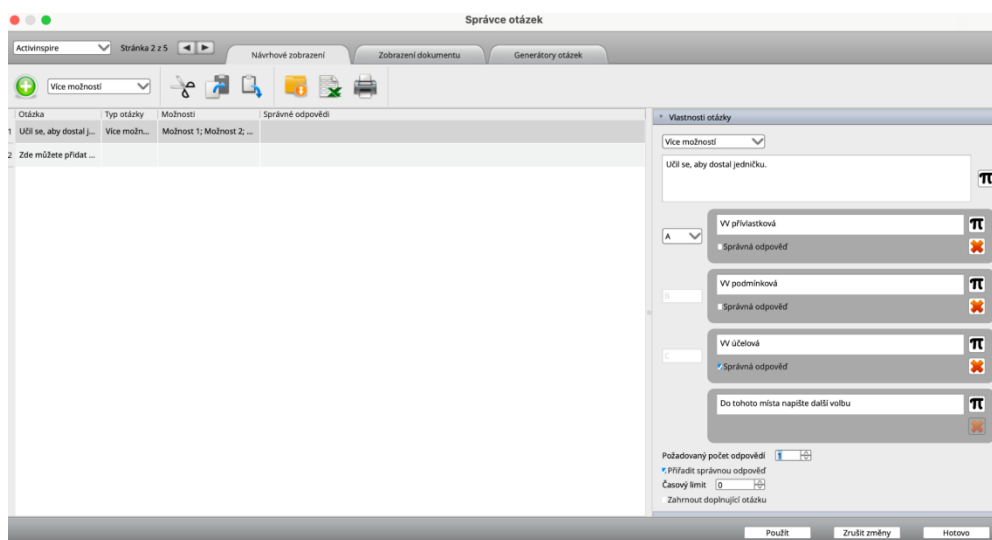 Správce otázek
Activinspire Stránka 2 z 5
Návrhové zobrazení Zobrazení dokumentu Generátory otázek
Více možností
Otázka Typ otázky Možnosti Správné odpovědi
1 Učil se, aby dostal j... Více možn... Možnost 1; Možnost 2; ...
2 Zde můžete přidat ...
Vlastnosti otázky
Více možností
Učil se, aby dostal jedničku.
π
A
VV přívlastková
π
Správná odpověď
B
VV podmínková
π
Správná odpověď
C
VV účelová
π
Správná odpověď
Do tohoto místa napište další volbu
π
Požadovaný počet odpovědí 1
Přiřadit správnou odpověď
Časový limit 0
Zahrnout doplnující otázku
Použít Zrušit změny Hotovo